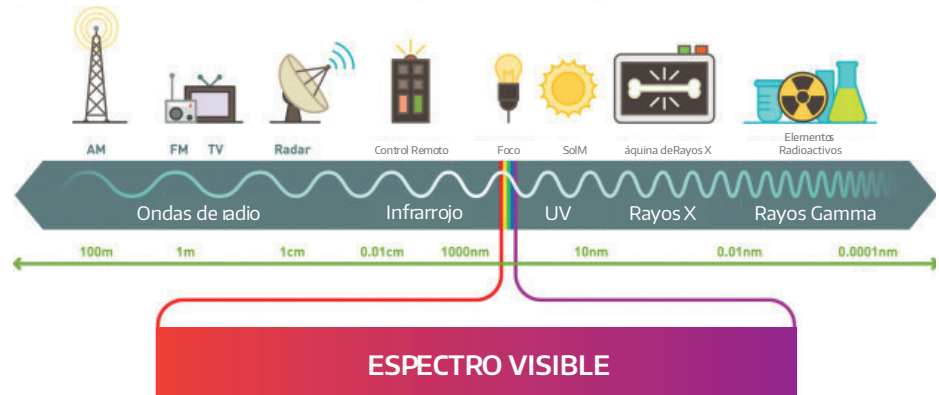 AM FM TV Radar Control Remoto Foco SolM áquina deRayos X Elementos
Radioactivos
Ondas de radio Infrarrojo UV Rayos X Rayos Gamma
100m 1m 1cm 0.01cm 1000nm 10nm 0.01nm 0.0001nm
ESPECTRO VISIBLE